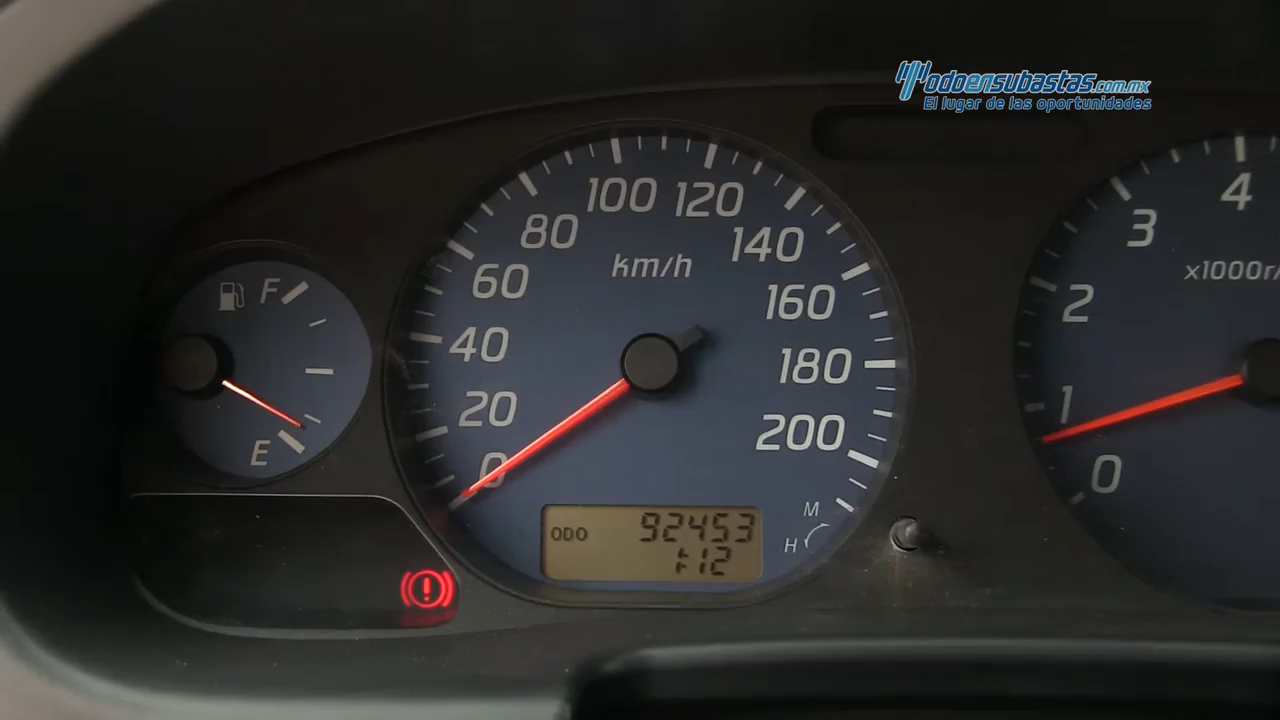 Todoensubastas.com.mx
El lugar de las oportunidades
F
E
km/h
0
20
40
60
80
100
120
140
160
180
200
ODO 92453
M
H
x1000r/
0
1
2
3
4